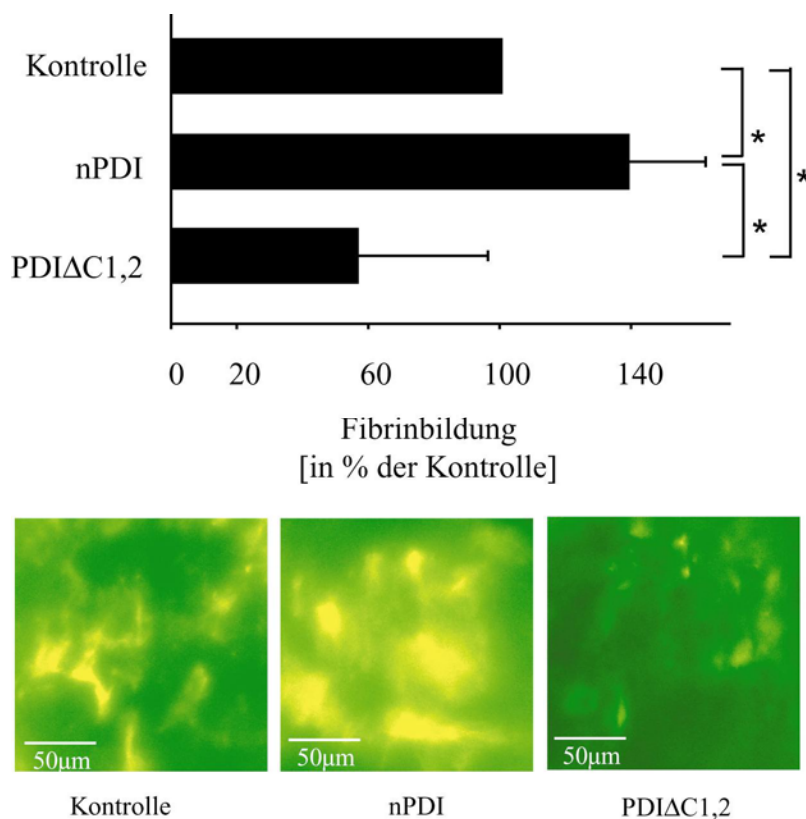 Kontrolle
*
*
nPDI
*
PDIΔC1,2
0 20 60 100 140
Fibrinbildung
[in % der Kontrolle]
50µm 50µm 50µm
Kontrolle nPDI PDIΔC1,2